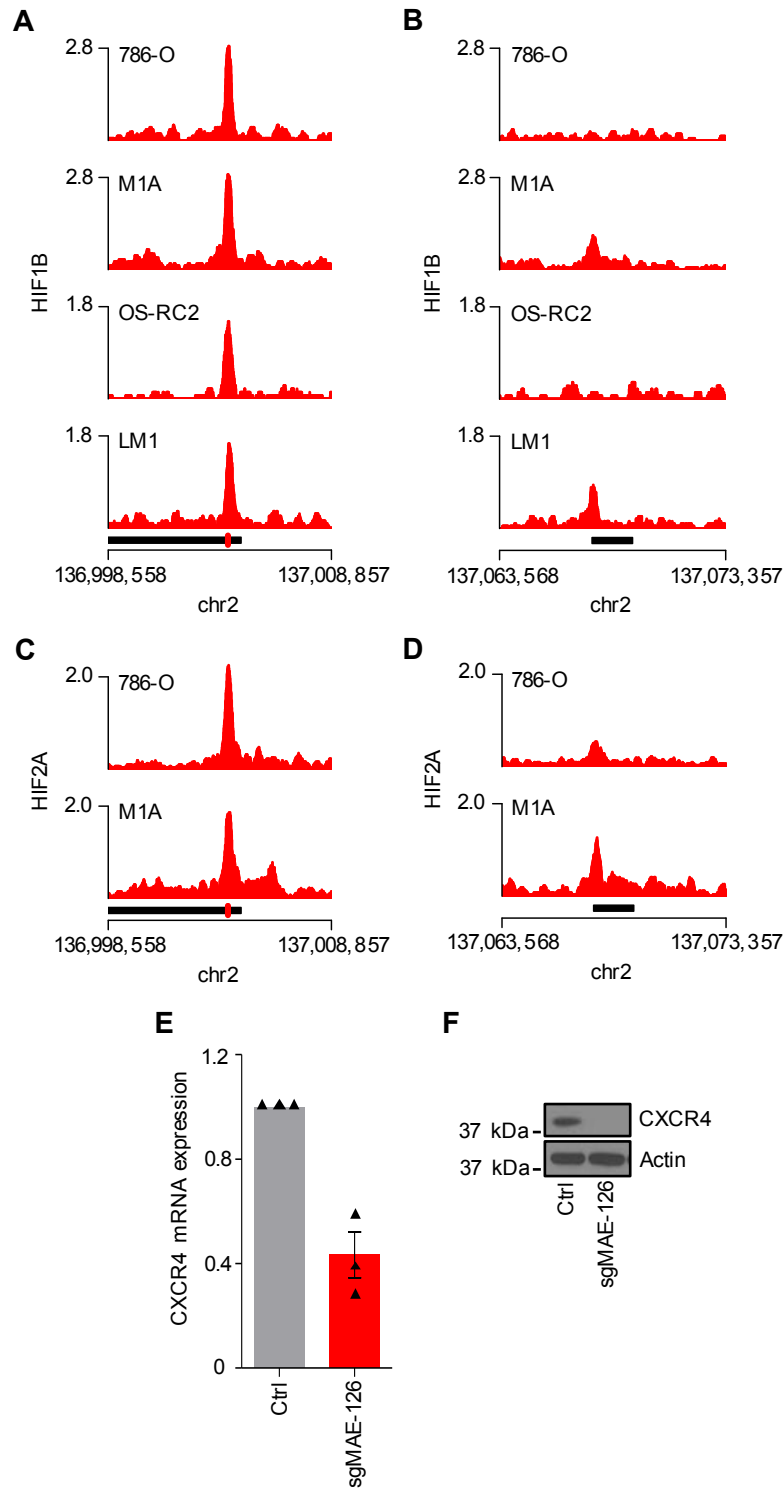 A
B
2.8
786-O
2.8
786-O
2.8
M1A
2.8
M1A
HIF1B
HIF1B
1.8
OS-RC2
1.8
OS-RC2
1.8
LM1
1.8
LM1
136,998,558
137,008,857
137,063,568
137,073,357
chr2
chr2
C
D
2.0
786-O
2.0
786-O
HIF2A
HIF2A
2.0
M1A
2.0
M1A
136,998,558
137,008,857
137,063,568
137,073,357
chr2
chr2
E
F
CXCR4 mRNA expression
1.2
0.8
0.4
0
Ctrl
sgMAE-126
37 kDa
CXCR4
37 kDa
Actin
Ctrl
sgMAE-126